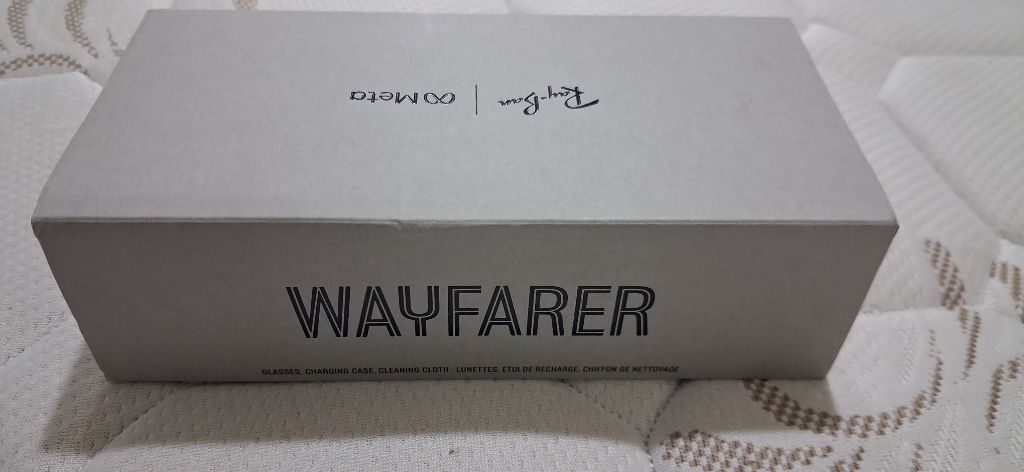 Ray-Ban | Meta
WAYFARER
GLASSES, CHARGING CASE, CLEANING CLOTH · LUNETTES, ÉTUI DE RECHARGE, CHIFFON DE NETTOYAGE